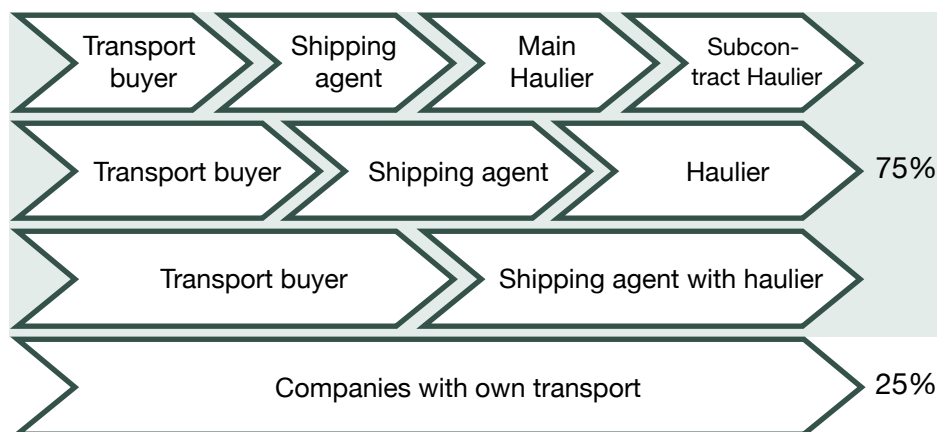 Transport
buyer
Shipping
agent
Main
Haulier
Subcon-
tract Haulier
Transport buyer
Shipping agent
Haulier
75%
Transport buyer
Shipping agent with haulier
Companies with own transport
25%